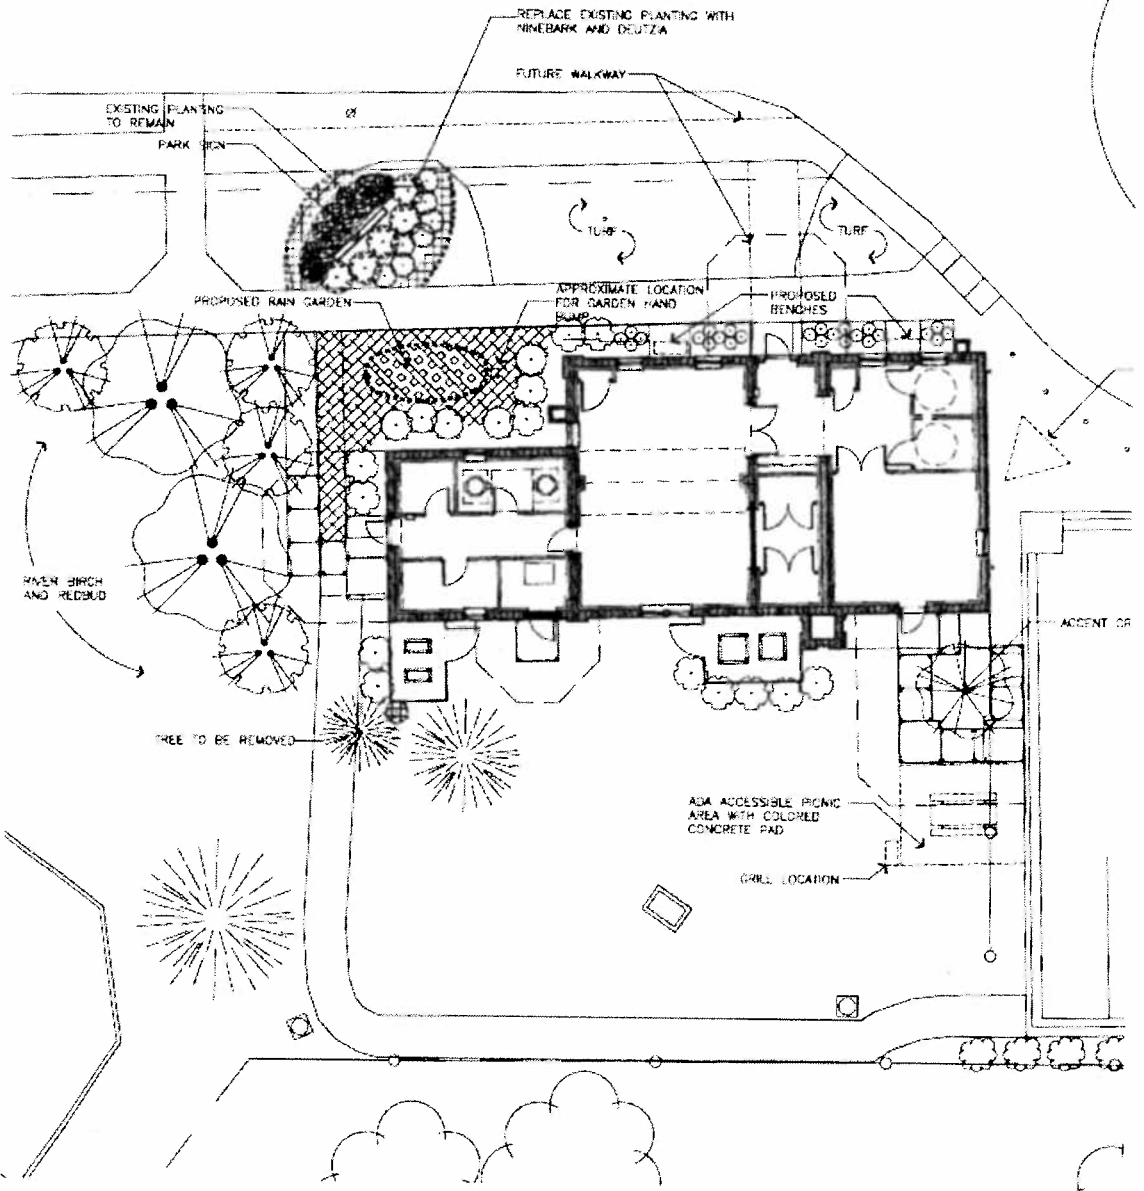 REPLACE EXISTING PLANTING WITH
NINEBARK AND DEUTZIA
FUTURE WALKWAY
EXISTING PLANTING
TO REMAIN
PARK SIGN
TURF
TURF
PROPOSED RAIN GARDEN
APPROXIMATE LOCATION
FOR GARDEN HAND
PUMP
PROPOSED
BENCHES
RIVER BIRCH
AND REDBUD
ACCENT OR
TREE TO BE REMOVED
ADA ACCESSIBLE PICNIC
AREA WITH COLORED
CONCRETE PAD
GRILL LOCATION